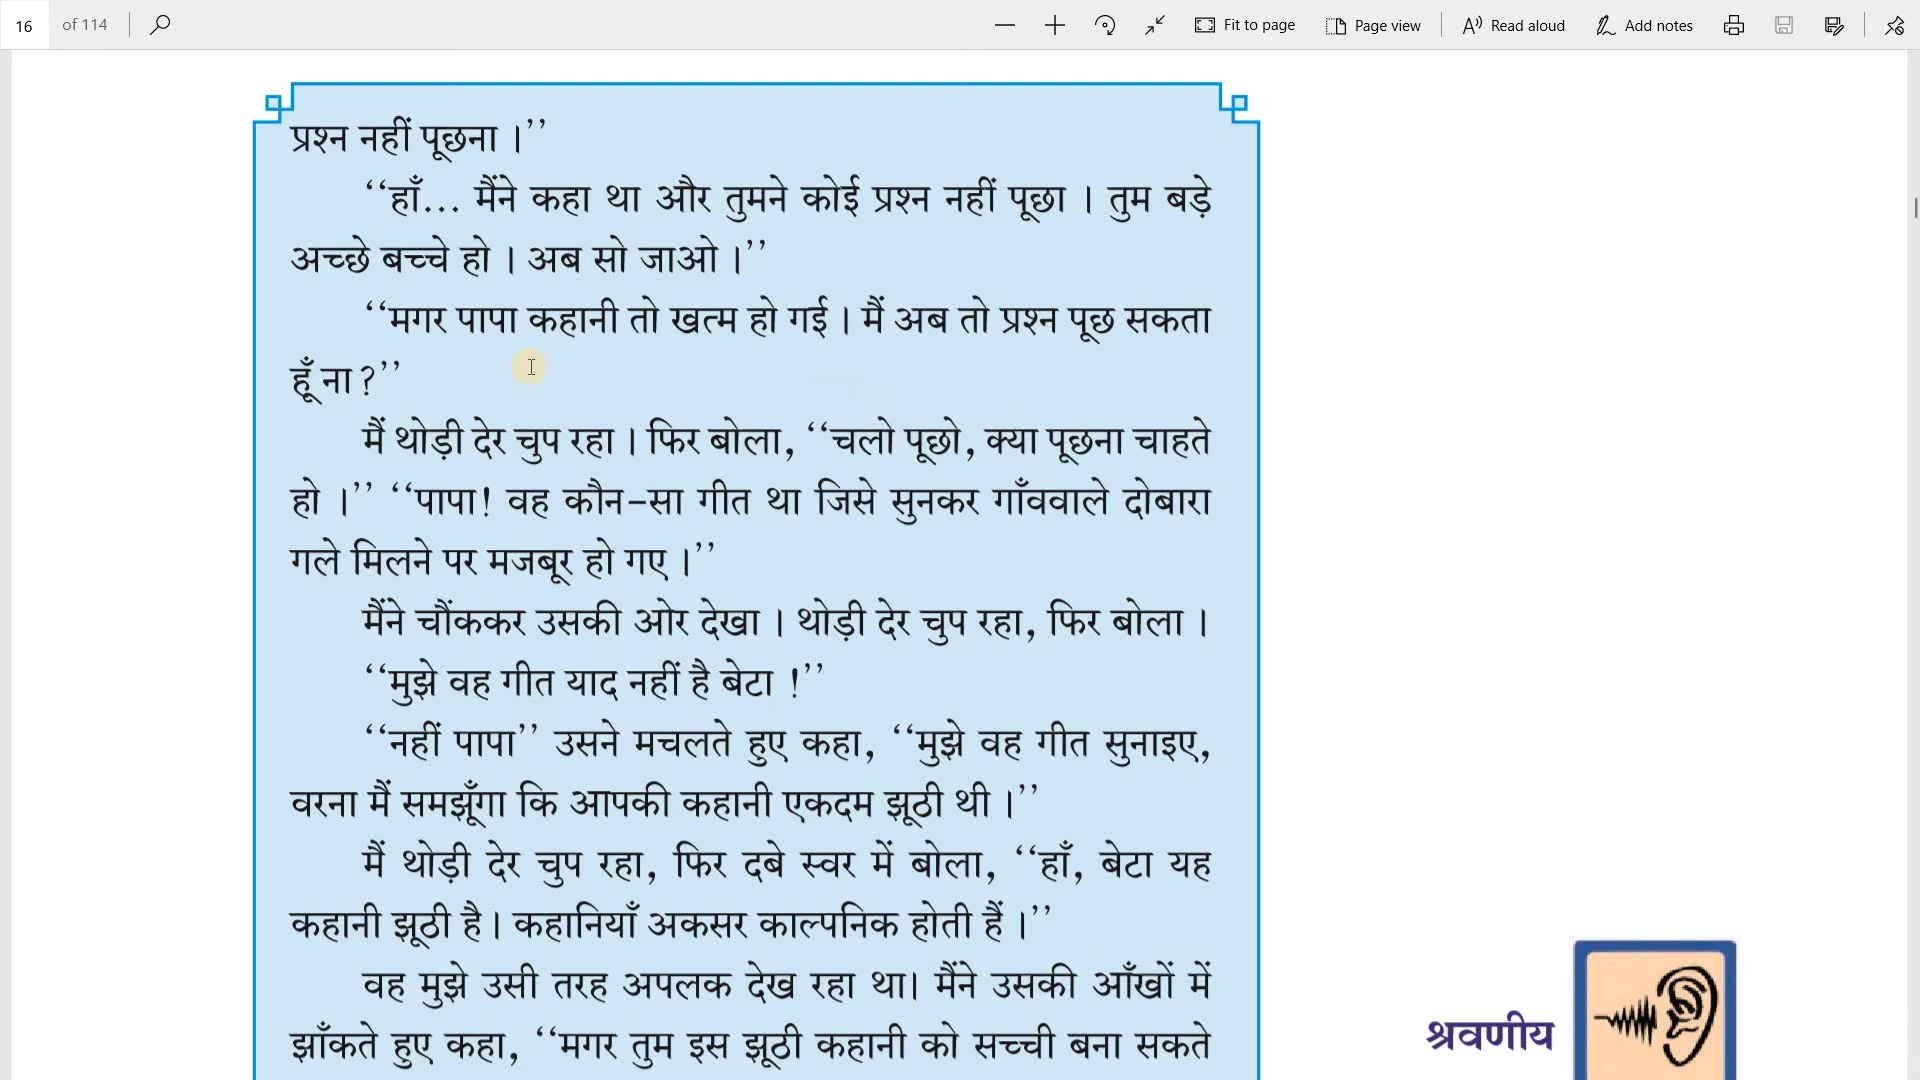 16 of 114 Fit to page Page view Read aloud Add notes
प्रश्न नहीं पूछना ।’’
‘‘हाँ... मैंने कहा था और तुमने कोई प्रश्न नहीं पूछा । तुम बड़े
अच्छे बच्चे हो । अब सो जाओ ।’’
‘‘मगर पापा कहानी तो खत्म हो गई । मैं अब तो प्रश्न पूछ सकता
हूँ ना ?’’
मैं थोड़ी देर चुप रहा । फिर बोला, ‘‘चलो पूछो, क्या पूछना चाहते
हो ।’’ ‘‘पापा! वह कौन-सा गीत था जिसे सुनकर गाँववाले दोबारा
गले मिलने पर मजबूर हो गए ।’’
मैंने चौंककर उसकी ओर देखा । थोड़ी देर चुप रहा, फिर बोला ।
‘‘मुझे वह गीत याद नहीं है बेटा !’’
‘‘नहीं पापा’’ उसने मचलते हुए कहा, ‘‘मुझे वह गीत सुनाइए,
वरना मैं समझूँगा कि आपकी कहानी एकदम झूठी थी ।’’
मैं थोड़ी देर चुप रहा, फिर दबे स्वर में बोला, ‘‘हाँ, बेटा यह
कहानी झूठी है । कहानियाँ अकसर काल्पनिक होती हैं ।’’
वह मुझे उसी तरह अपलक देख रहा था। मैंने उसकी आँखों में
झाँकते हुए कहा, ‘‘मगर तुम इस झूठी कहानी को सच्ची बना सकते
श्रवणीय